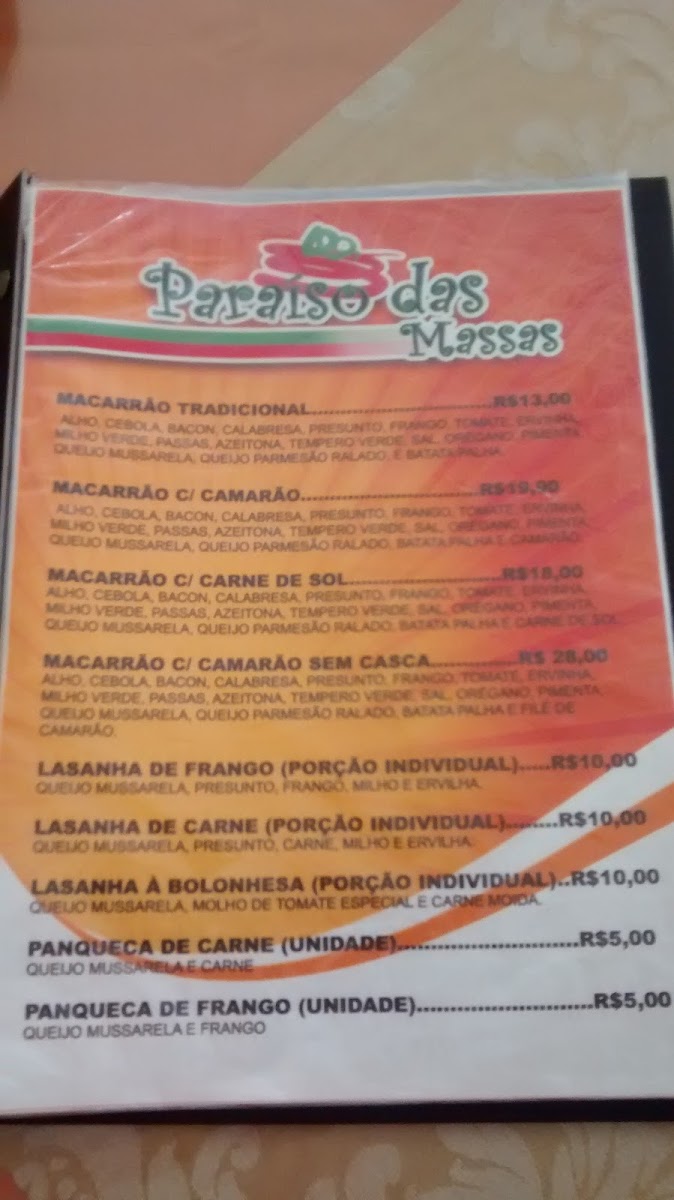 Paraíso das
Massas
MACARRÃO TRADICIONAL..................................R$13,00
ALHO, CEBOLA, BACON, CALABRESA, PRESUNTO, FRANGO, TOMATE, ERVINHA,
MILHO VERDE, PASSAS, AZEITONA, TEMPERO VERDE, SAL, ORÉGANO, PIMENTA,
QUEIJO MUSSARELA, QUEIJO PARMESÃO RALADO, E BATATA PALHA.
MACARRÃO C/ CAMARÃO.................................R$19,90
ALHO, CEBOLA, BACON, CALABRESA, PRESUNTO, FRANGO, TOMATE, ERVINHA,
MILHO VERDE, PASSAS, AZEITONA, TEMPERO VERDE, SAL, ORÉGANO, PIMENTA,
QUEIJO MUSSARELA, QUEIJO PARMESÃO RALADO, BATATA PALHA E CAMARÃO.
MACARRÃO C/ CARNE DE SOL............................R$18,00
ALHO, CEBOLA, BACON, CALABRESA, PRESUNTO, FRANGO, TOMATE, ERVINHA,
MILHO VERDE, PASSAS, AZEITONA, TEMPERO VERDE, SAL, ORÉGANO, PIMENTA,
QUEIJO MUSSARELA, QUEIJO PARMESÃO RALADO, BATATA PALHA E CARNE DE SOL.
MACARRÃO C/ CAMARÃO SEM CASCA................R$ 28,00
ALHO, CEBOLA, BACON, CALABRESA, PRESUNTO, FRANGO, TOMATE, ERVINHA,
MILHO VERDE, PASSAS, AZEITONA, TEMPERO VERDE, SAL, ORÉGANO, PIMENTA,
QUEIJO MUSSARELA, QUEIJO PARMESÃO RALADO, BATATA PALHA E FILÉ DE
CAMARÃO.
LASANHA DE FRANGO (PORÇÃO INDIVIDUAL).....R$10,00
QUEIJO MUSSARELA, PRESUNTO, FRANGO, MILHO E ERVILHA.
LASANHA DE CARNE (PORÇÃO INDIVIDUAL)........R$10,00
QUEIJO MUSSARELA, PRESUNTO, CARNE, MILHO E ERVILHA.
LASANHA À BOLONHESA (PORÇÃO INDIVIDUAL)..R$10,00
QUEIJO MUSSARELA, MOLHO DE TOMATE ESPECIAL E CARNE MOIDA.
PANQUECA DE CARNE (UNIDADE)...........................R$5,00
QUEIJO MUSSARELA E CARNE
PANQUECA DE FRANGO (UNIDADE)..........................R$5,00
QUEIJO MUSSARELA E FRANGO